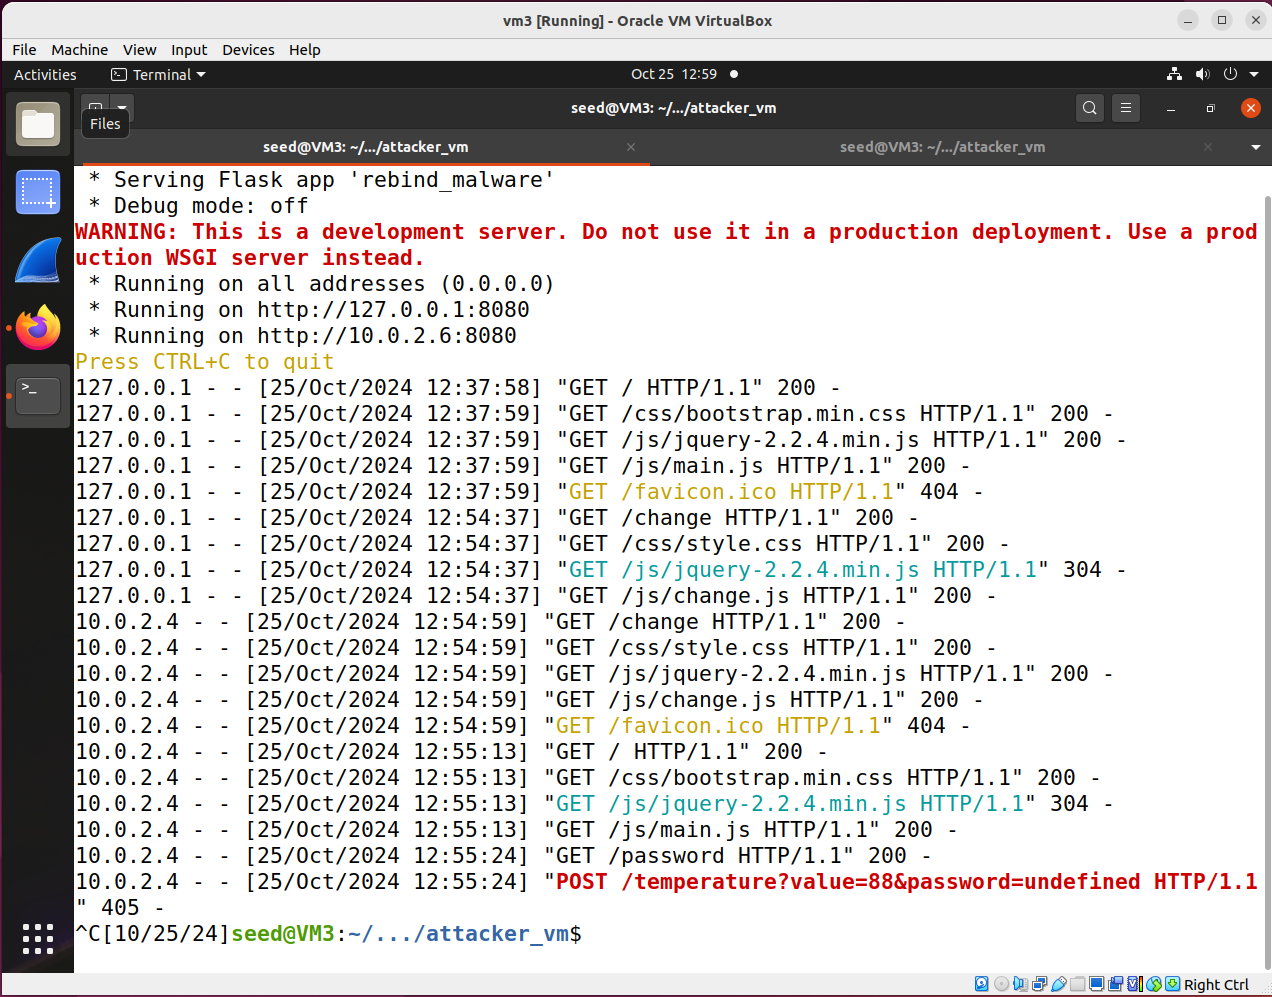 vm3 [Running] - Oracle VM VirtualBox
File Machine View Input Devices Help
Activities Terminal Oct 25 12:59
seed@VM3: ~/.../attacker_vm
Files
seed@VM3: ~/.../attacker_vm × seed@VM3: ~/.../attacker_vm ×
 * Serving Flask app 'rebind_malware'
 * Debug mode: off
WARNING: This is a development server. Do not use it in a production deployment. Use a prod
uction WSGI server instead.
 * Running on all addresses (0.0.0.0)
 * Running on http://127.0.0.1:8080
 * Running on http://10.0.2.6:8080
Press CTRL+C to quit
127.0.0.1 - - [25/Oct/2024 12:37:58] "GET / HTTP/1.1" 200 -
127.0.0.1 - - [25/Oct/2024 12:37:59] "GET /css/bootstrap.min.css HTTP/1.1" 200 -
127.0.0.1 - - [25/Oct/2024 12:37:59] "GET /js/jquery-2.2.4.min.js HTTP/1.1" 200 -
127.0.0.1 - - [25/Oct/2024 12:37:59] "GET /js/main.js HTTP/1.1" 200 -
127.0.0.1 - - [25/Oct/2024 12:37:59] "GET /favicon.ico HTTP/1.1" 404 -
127.0.0.1 - - [25/Oct/2024 12:54:37] "GET /change HTTP/1.1" 200 -
127.0.0.1 - - [25/Oct/2024 12:54:37] "GET /css/style.css HTTP/1.1" 200 -
127.0.0.1 - - [25/Oct/2024 12:54:37] "GET /js/jquery-2.2.4.min.js HTTP/1.1" 304 -
127.0.0.1 - - [25/Oct/2024 12:54:37] "GET /js/change.js HTTP/1.1" 200 -
10.0.2.4 - - [25/Oct/2024 12:54:59] "GET /change HTTP/1.1" 200 -
10.0.2.4 - - [25/Oct/2024 12:54:59] "GET /css/style.css HTTP/1.1" 200 -
10.0.2.4 - - [25/Oct/2024 12:54:59] "GET /js/jquery-2.2.4.min.js HTTP/1.1" 200 -
10.0.2.4 - - [25/Oct/2024 12:54:59] "GET /js/change.js HTTP/1.1" 200 -
10.0.2.4 - - [25/Oct/2024 12:54:59] "GET /favicon.ico HTTP/1.1" 404 -
10.0.2.4 - - [25/Oct/2024 12:55:13] "GET / HTTP/1.1" 200 -
10.0.2.4 - - [25/Oct/2024 12:55:13] "GET /css/bootstrap.min.css HTTP/1.1" 200 -
10.0.2.4 - - [25/Oct/2024 12:55:13] "GET /js/jquery-2.2.4.min.js HTTP/1.1" 304 -
10.0.2.4 - - [25/Oct/2024 12:55:13] "GET /js/main.js HTTP/1.1" 200 -
10.0.2.4 - - [25/Oct/2024 12:55:24] "GET /password HTTP/1.1" 200 -
10.0.2.4 - - [25/Oct/2024 12:55:24] "POST /temperature?value=88&password=undefined HTTP/1.1
" 405 -
^C[10/25/24]seed@VM3:~/.../attacker_vm$
Right Ctrl